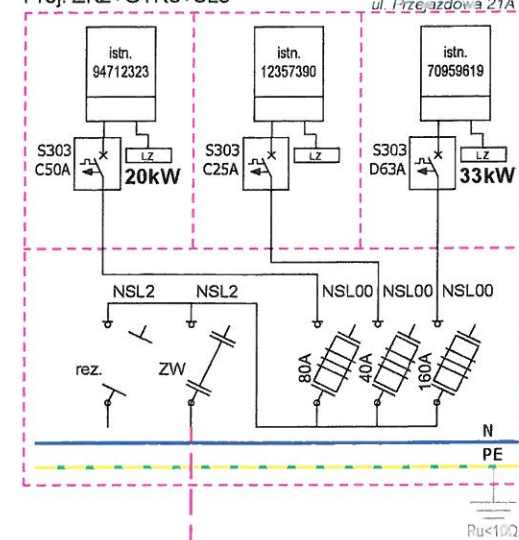 ul. Przejazdowa 21A
istn.
94712323
istn.
12357390
istn.
70959619
S303
C50A
LZ
20kW
S303
C25A
LZ
S303
D63A
LZ
33kW
NSL2
NSL2
NSL00
NSL00
NSL00
rez.
ZW
80A
40A
160A
N
PE
Ru<10Ω